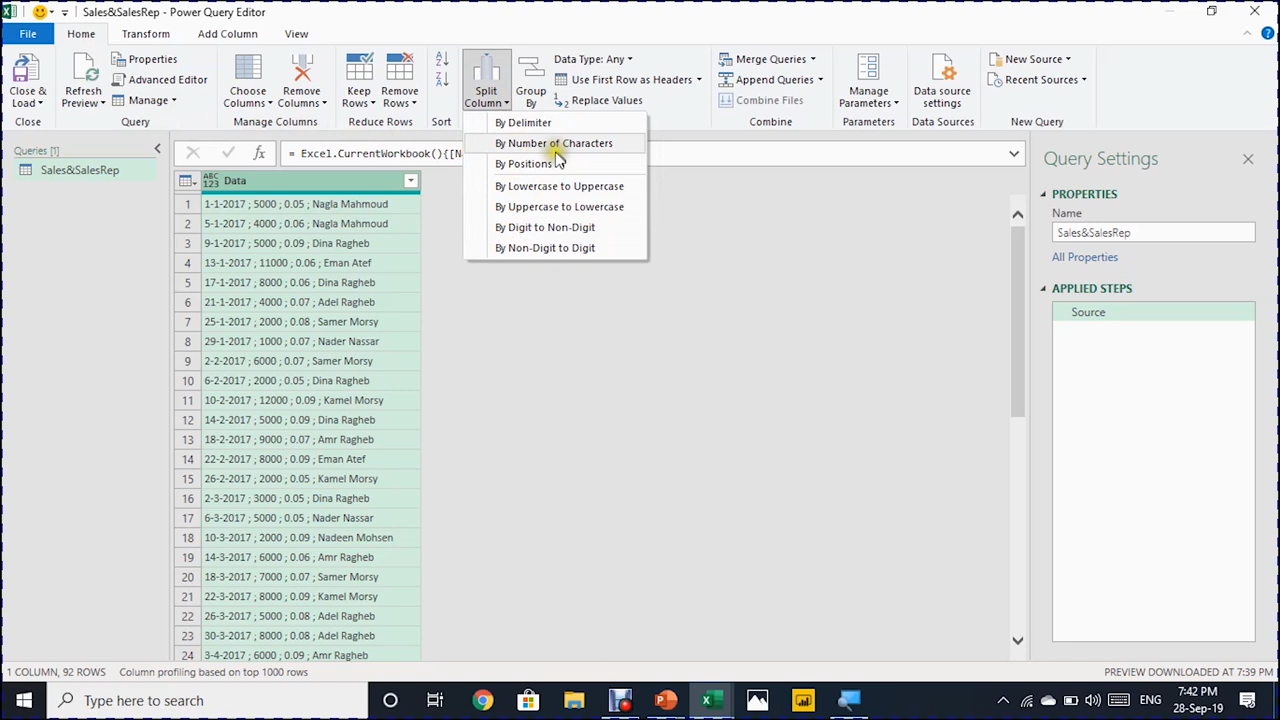 Sales&SalesRep - Power Query Editor
File
Home
Transform
Add Column
View
Close & Load
Close
Refresh Preview
Properties
Advanced Editor
Manage
Query
Choose Columns
Remove Columns
Manage Columns
Keep Rows
Remove Rows
Reduce Rows
Sort
Split Column
Group By
Data Type: Any
Use First Row as Headers
Replace Values
Merge Queries
Append Queries
Combine Files
Combine
Manage Parameters
Parameters
Data source settings
Data Sources
New Source
Recent Sources
New Query
By Delimiter
By Number of Characters
By Positions
By Lowercase to Uppercase
By Uppercase to Lowercase
By Digit to Non-Digit
By Non-Digit to Digit
Queries [1]
Sales&SalesRep
= Excel.CurrentWorkbook(){[N
ABC 123 Data
1 1-1-2017 ; 5000 ; 0.05 ; Nagla Mahmoud
2 5-1-2017 ; 4000 ; 0.06 ; Nagla Mahmoud
3 9-1-2017 ; 5000 ; 0.09 ; Dina Ragheb
4 13-1-2017 ; 11000 ; 0.06 ; Eman Atef
5 17-1-2017 ; 8000 ; 0.06 ; Dina Ragheb
6 21-1-2017 ; 4000 ; 0.07 ; Adel Ragheb
7 25-1-2017 ; 2000 ; 0.08 ; Samer Morsy
8 29-1-2017 ; 1000 ; 0.07 ; Nader Nassar
9 2-2-2017 ; 6000 ; 0.07 ; Samer Morsy
10 6-2-2017 ; 2000 ; 0.05 ; Dina Ragheb
11 10-2-2017 ; 12000 ; 0.09 ; Kamel Morsy
12 14-2-2017 ; 5000 ; 0.09 ; Dina Ragheb
13 18-2-2017 ; 9000 ; 0.07 ; Amr Ragheb
14 22-2-2017 ; 8000 ; 0.09 ; Eman Atef
15 26-2-2017 ; 2000 ; 0.05 ; Kamel Morsy
16 2-3-2017 ; 3000 ; 0.05 ; Dina Ragheb
17 6-3-2017 ; 5000 ; 0.05 ; Nader Nassar
18 10-3-2017 ; 2000 ; 0.09 ; Nadeen Mohsen
19 14-3-2017 ; 6000 ; 0.06 ; Amr Ragheb
20 18-3-2017 ; 7000 ; 0.07 ; Samer Morsy
21 22-3-2017 ; 8000 ; 0.09 ; Kamel Morsy
22 26-3-2017 ; 5000 ; 0.08 ; Adel Ragheb
23 30-3-2017 ; 8000 ; 0.08 ; Adel Ragheb
24 3-4-2017 ; 6000 ; 0.09 ; Amr Ragheb
Query Settings
PROPERTIES
Name
Sales&SalesRep
All Properties
APPLIED STEPS
Source
1 COLUMN, 92 ROWS
Column profiling based on top 1000 rows
PREVIEW DOWNLOADED AT 7:39 PM
Type here to search
ENG
7:42 PM
28-Sep-19